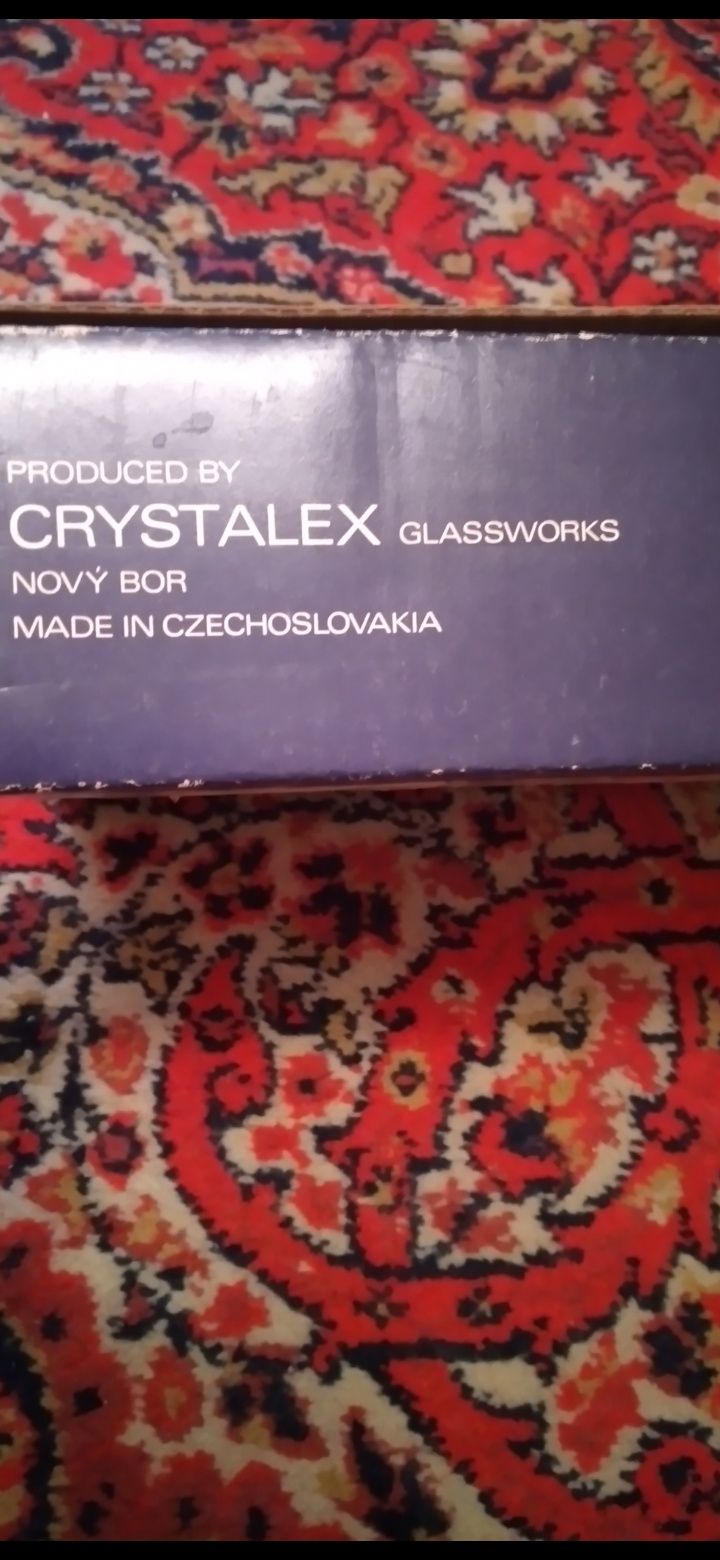 PRODUCED BY
CRYSTALEX GLASSWORKS
NOVÝ BOR
MADE IN CZECHOSLOVAKIA